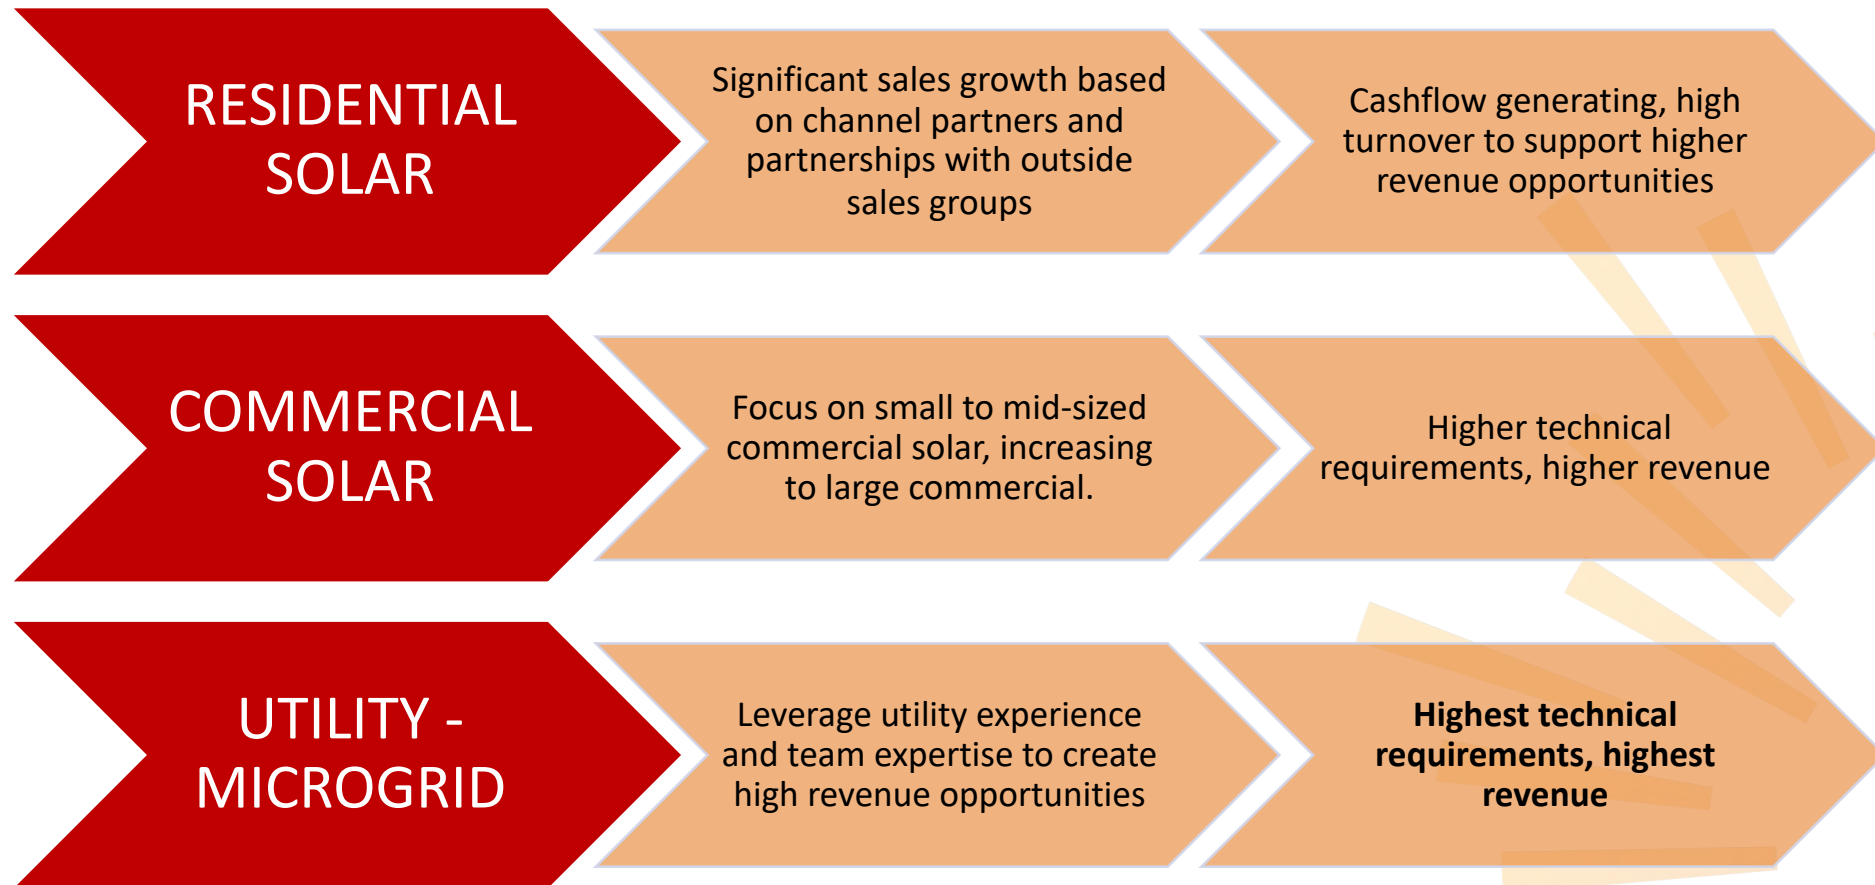 RESIDENTIAL
SOLAR
Significant sales growth based
on channel partners and
partnerships with outside
sales groups
Cashflow generating, high
turnover to support higher
revenue opportunities
COMMERCIAL
SOLAR
Focus on small to mid-sized
commercial solar, increasing
to large commercial.
Higher technical
requirements, higher revenue
UTILITY -
MICROGRID
Leverage utility experience
and team expertise to create
high revenue opportunities
Highest technical
requirements, highest
revenue